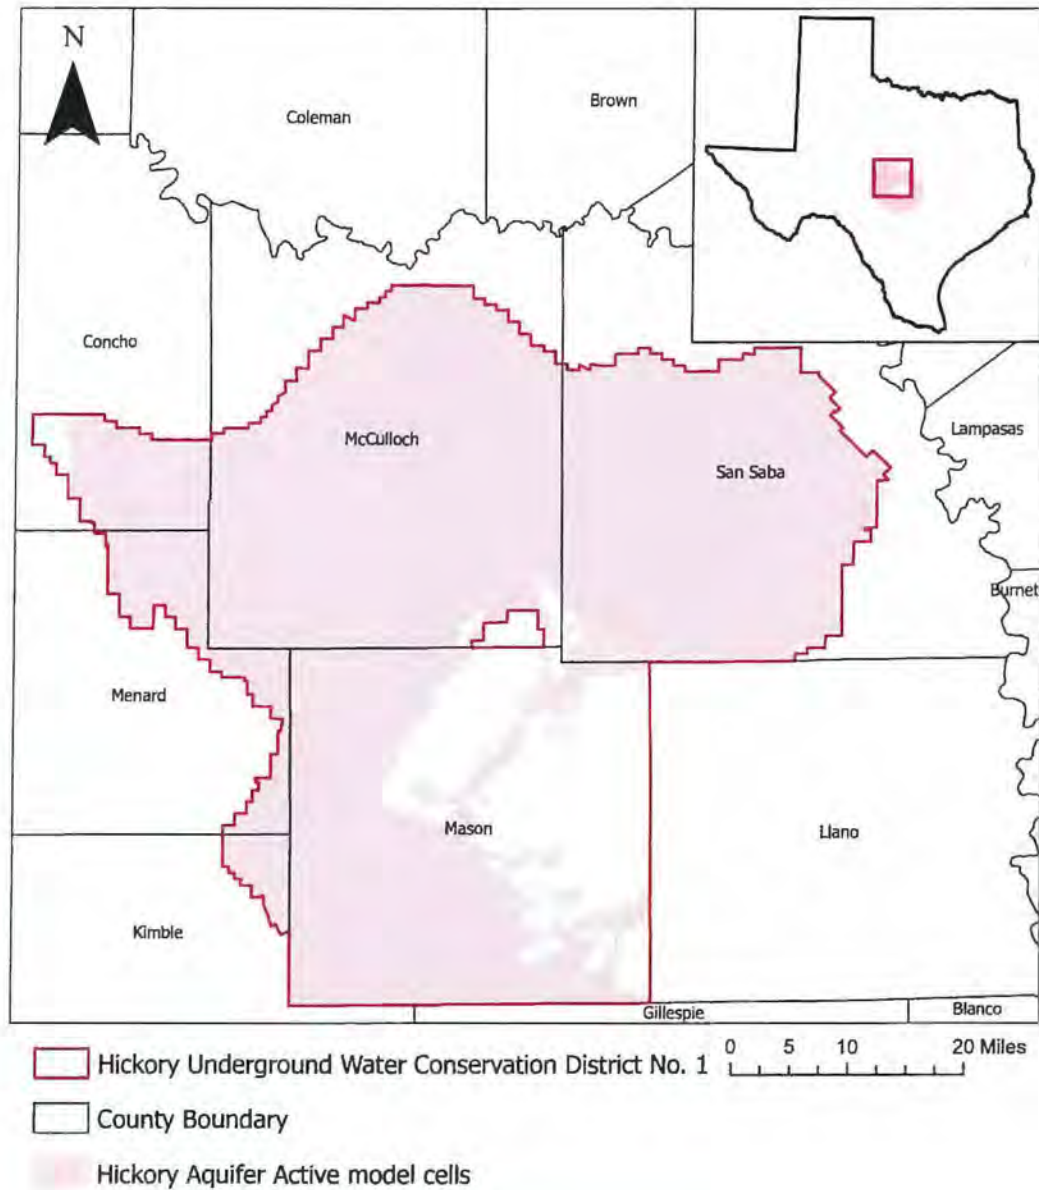 N
Coleman
Brown
Concho
McCulloch
San Saba
Lampasas
Burnet
Menard
Mason
Llano
Kimble
Gillespie
Blanco
Hickory Underground Water Conservation District No. 1
0 5 10 20 Miles
County Boundary
Hickory Aquifer Active model cells